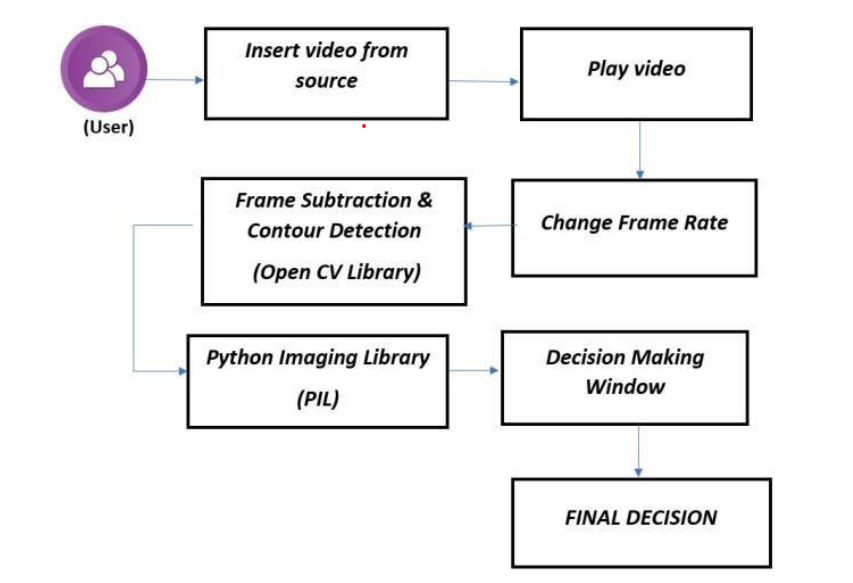 (User)
Insert video from
source
Play video
Change Frame Rate
Frame Subtraction &
Contour Detection
(Open CV Library)
Python Imaging Library
(PIL)
Decision Making
Window
FINAL DECISION